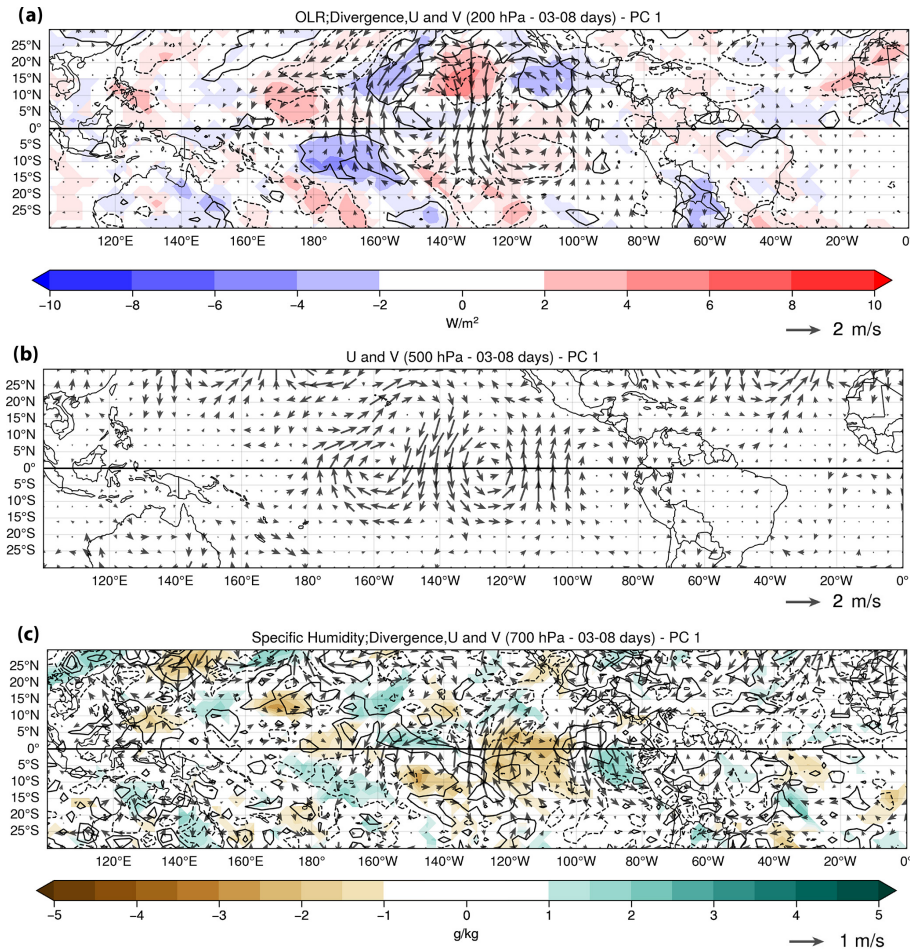 (a)
OLR;Divergence,U and V (200 hPa - 03-08 days) - PC 1
25°N
20°N
15°N
10°N
5°N
0°
5°S
10°S
15°S
20°S
25°S
120°E 140°E 160°E 180° 160°W 140°W 120°W 100°W 80°W 60°W 40°W 20°W 0°
−10 −8 −6 −4 −2 0 2 4 6 8 10
W/m²
2 m/s
(b)
U and V (500 hPa - 03-08 days) - PC 1
25°N
20°N
15°N
10°N
5°N
0°
5°S
10°S
15°S
20°S
25°S
120°E 140°E 160°E 180° 160°W 140°W 120°W 100°W 80°W 60°W 40°W 20°W 0°
2 m/s
(c)
Specific Humidity;Divergence,U and V (700 hPa - 03-08 days) - PC 1
25°N
20°N
15°N
10°N
5°N
0°
5°S
10°S
15°S
20°S
25°S
120°E 140°E 160°E 180° 160°W 140°W 120°W 100°W 80°W 60°W 40°W 20°W 0°
−5 −4 −3 −2 −1 0 1 2 3 4 5
g/kg
1 m/s